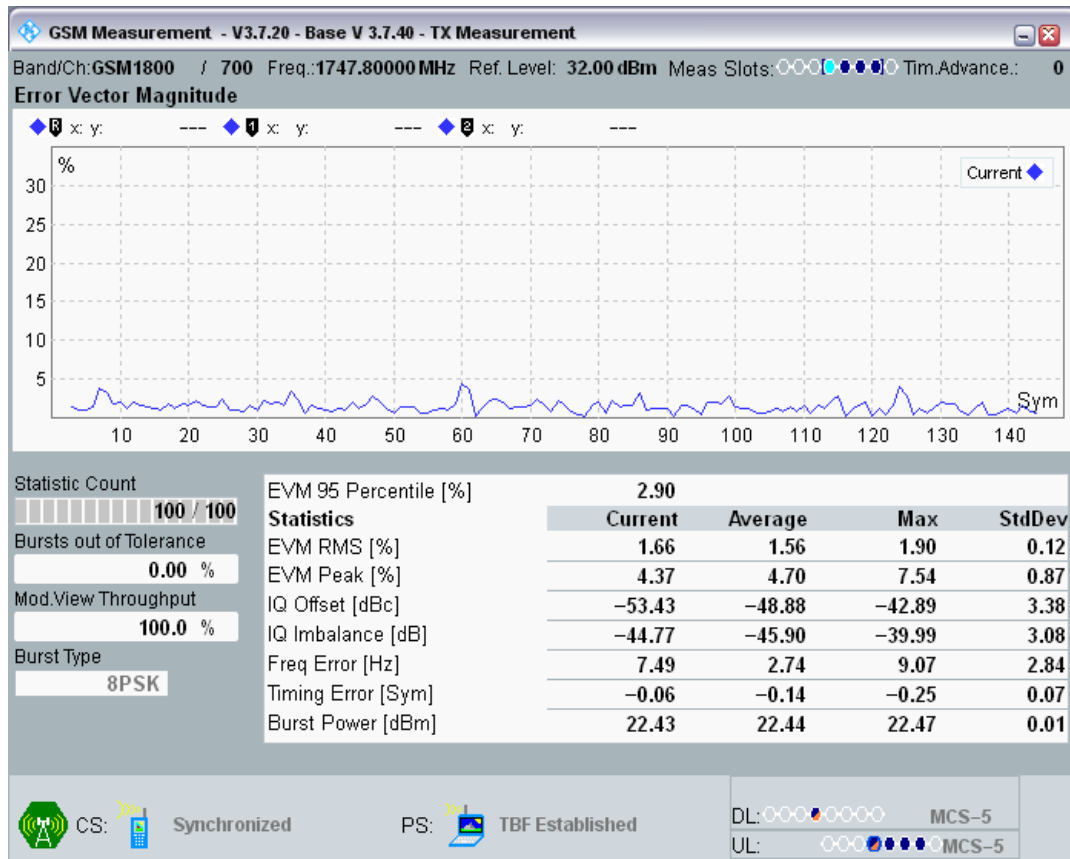 GSM Measurement - V3.7.20 - Base V 3.7.40 - TX Measurement
Band/Ch:GSM1800 / 700 Freq.:1747.80000 MHz Ref. Level: 32.00 dBm Meas Slots: Tim.Advance.: 0
Error Vector Magnitude
R x: y: --- 1 x: y: --- 2 x: y: ---
%
Current
30
25
20
15
10
5
Sym
10 20 30 40 50 60 70 80 90 100 110 120 130 140
Statistic Count
100 / 100
Bursts out of Tolerance
0.00 %
Mod.View Throughput
100.0 %
Burst Type
8PSK
EVM 95 Percentile [%] 2.90
Statistics Current Average Max StdDev
EVM RMS [%] 1.66 1.56 1.90 0.12
EVM Peak [%] 4.37 4.70 7.54 0.87
IQ Offset [dBc] −53.43 −48.88 −42.89 3.38
IQ Imbalance [dB] −44.77 −45.90 −39.99 3.08
Freq Error [Hz] 7.49 2.74 9.07 2.84
Timing Error [Sym] −0.06 −0.14 −0.25 0.07
Burst Power [dBm] 22.43 22.44 22.47 0.01
CS: Synchronized PS: TBF Established
DL: MCS−5
UL: MCS−5